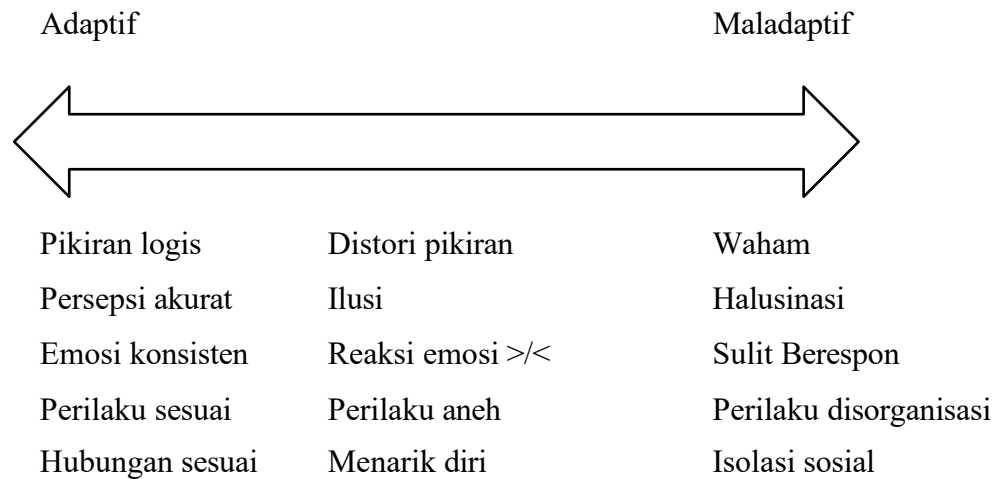 Adaptif Maladaptif
Pikiran logis Distori pikiran Waham
Persepsi akurat Ilusi Halusinasi
Emosi konsisten Reaksi emosi >/< Sulit Berespon
Perilaku sesuai Perilaku aneh Perilaku disorganisasi
Hubungan sesuai Menarik diri Isolasi sosial